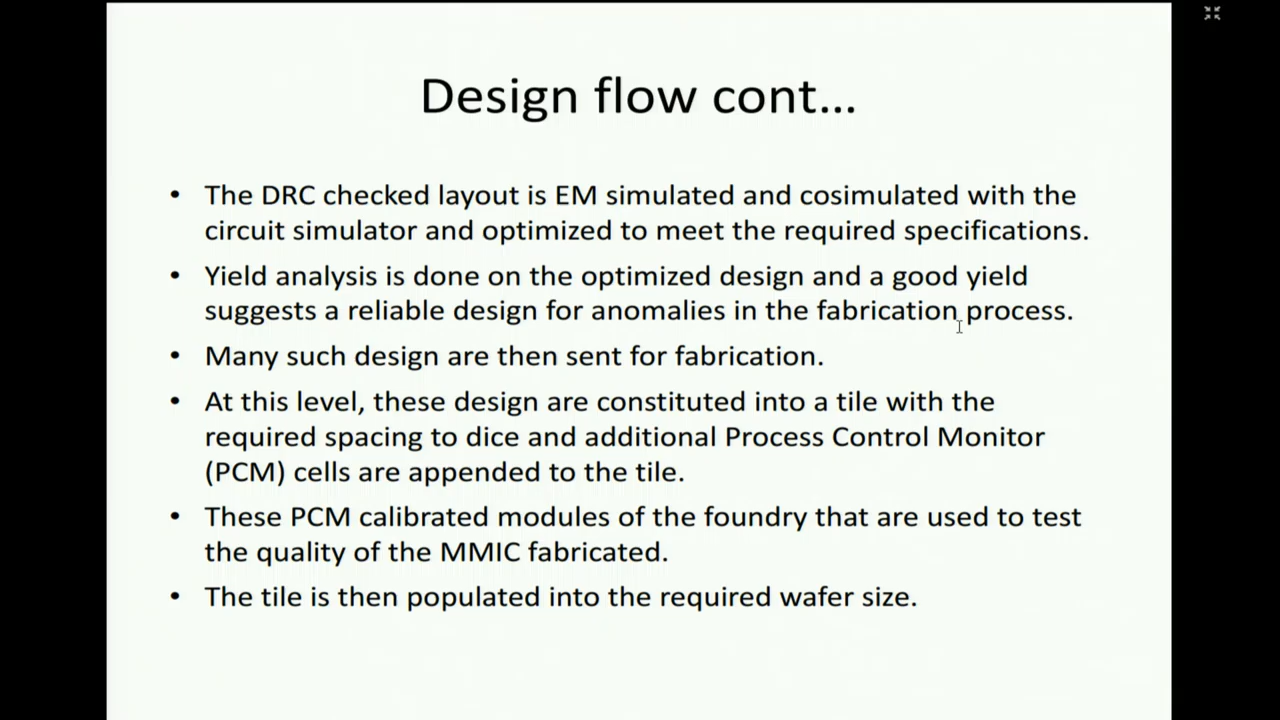 Design flow cont...
• The DRC checked layout is EM simulated and cosimulated with the
circuit simulator and optimized to meet the required specifications.
• Yield analysis is done on the optimized design and a good yield
suggests a reliable design for anomalies in the fabrication process.
• Many such design are then sent for fabrication.
• At this level, these design are constituted into a tile with the
required spacing to dice and additional Process Control Monitor
(PCM) cells are appended to the tile.
• These PCM calibrated modules of the foundry that are used to test
the quality of the MMIC fabricated.
• The tile is then populated into the required wafer size.